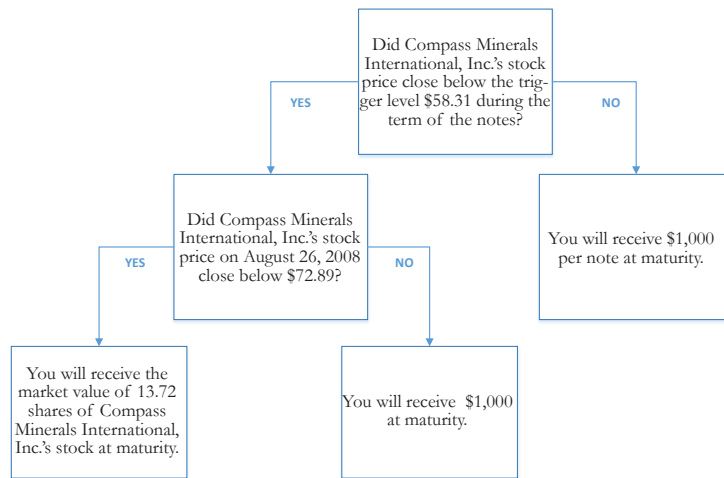 Did Compass Minerals
International, Inc.'s stock
price close below the trig-
ger level $58.31 during the
term of the notes?
YES
NO
Did Compass Minerals
International, Inc.'s stock
price on August 26, 2008
close below $72.89?
You will receive $1,000
per note at maturity.
YES
NO
You will receive the
market value of 13.72
shares of Compass
Minerals International,
Inc.'s stock at maturity.
You will receive $1,000
at maturity.